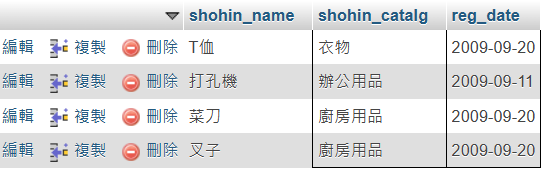 shohin_name shohin_catalg reg_date
編輯 複製 刪除 T恤 衣物 2009-09-20
編輯 複製 刪除 打孔機 辦公用品 2009-09-11
編輯 複製 刪除 菜刀 廚房用品 2009-09-20
編輯 複製 刪除 叉子 廚房用品 2009-09-20